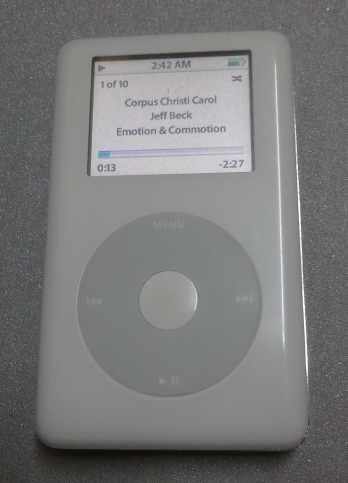 2:42 AM
1 of 10
Corpus Christi Carol
Jeff Beck
Emotion & Commotion
0:13 -2:27
MENU